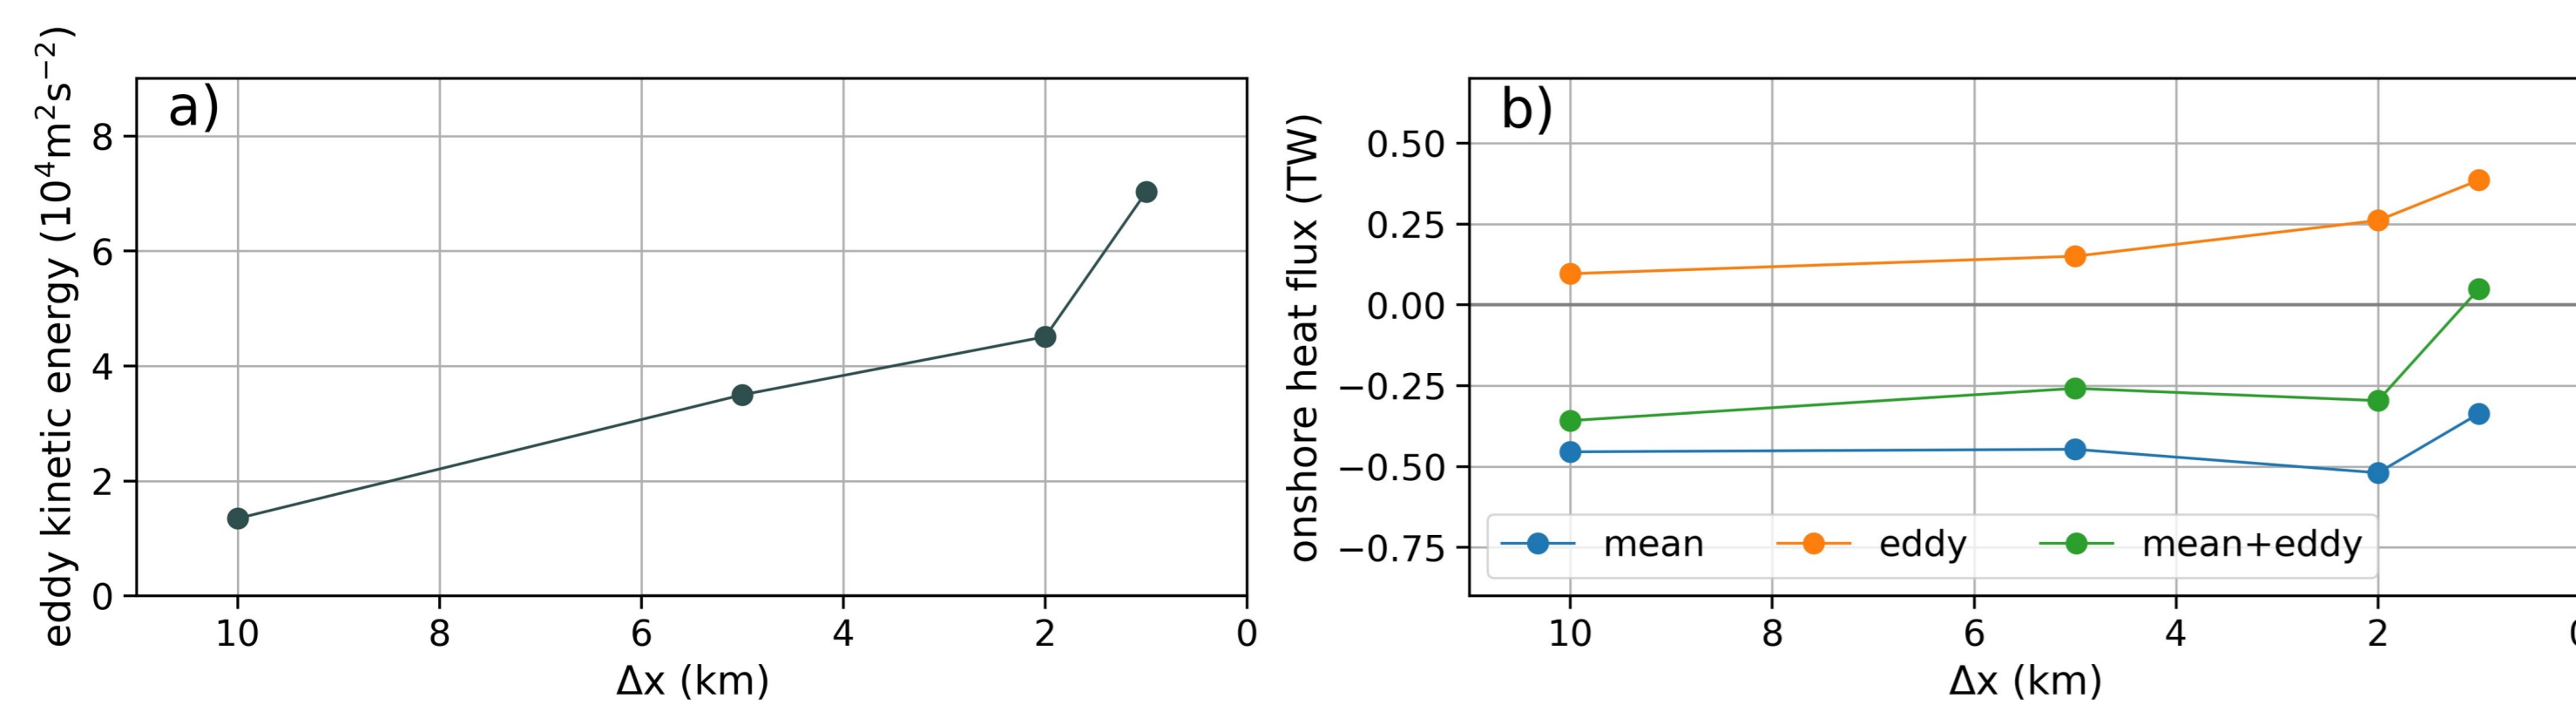 a)
eddy kinetic energy (10⁴m²s⁻²)
8
6
4
2
0
10 8 6 4 2 0
Δx (km)
b)
onshore heat flux (TW)
0.50
0.25
0.00
−0.25
−0.50
−0.75
mean eddy mean+eddy
10 8 6 4 2
Δx (km)